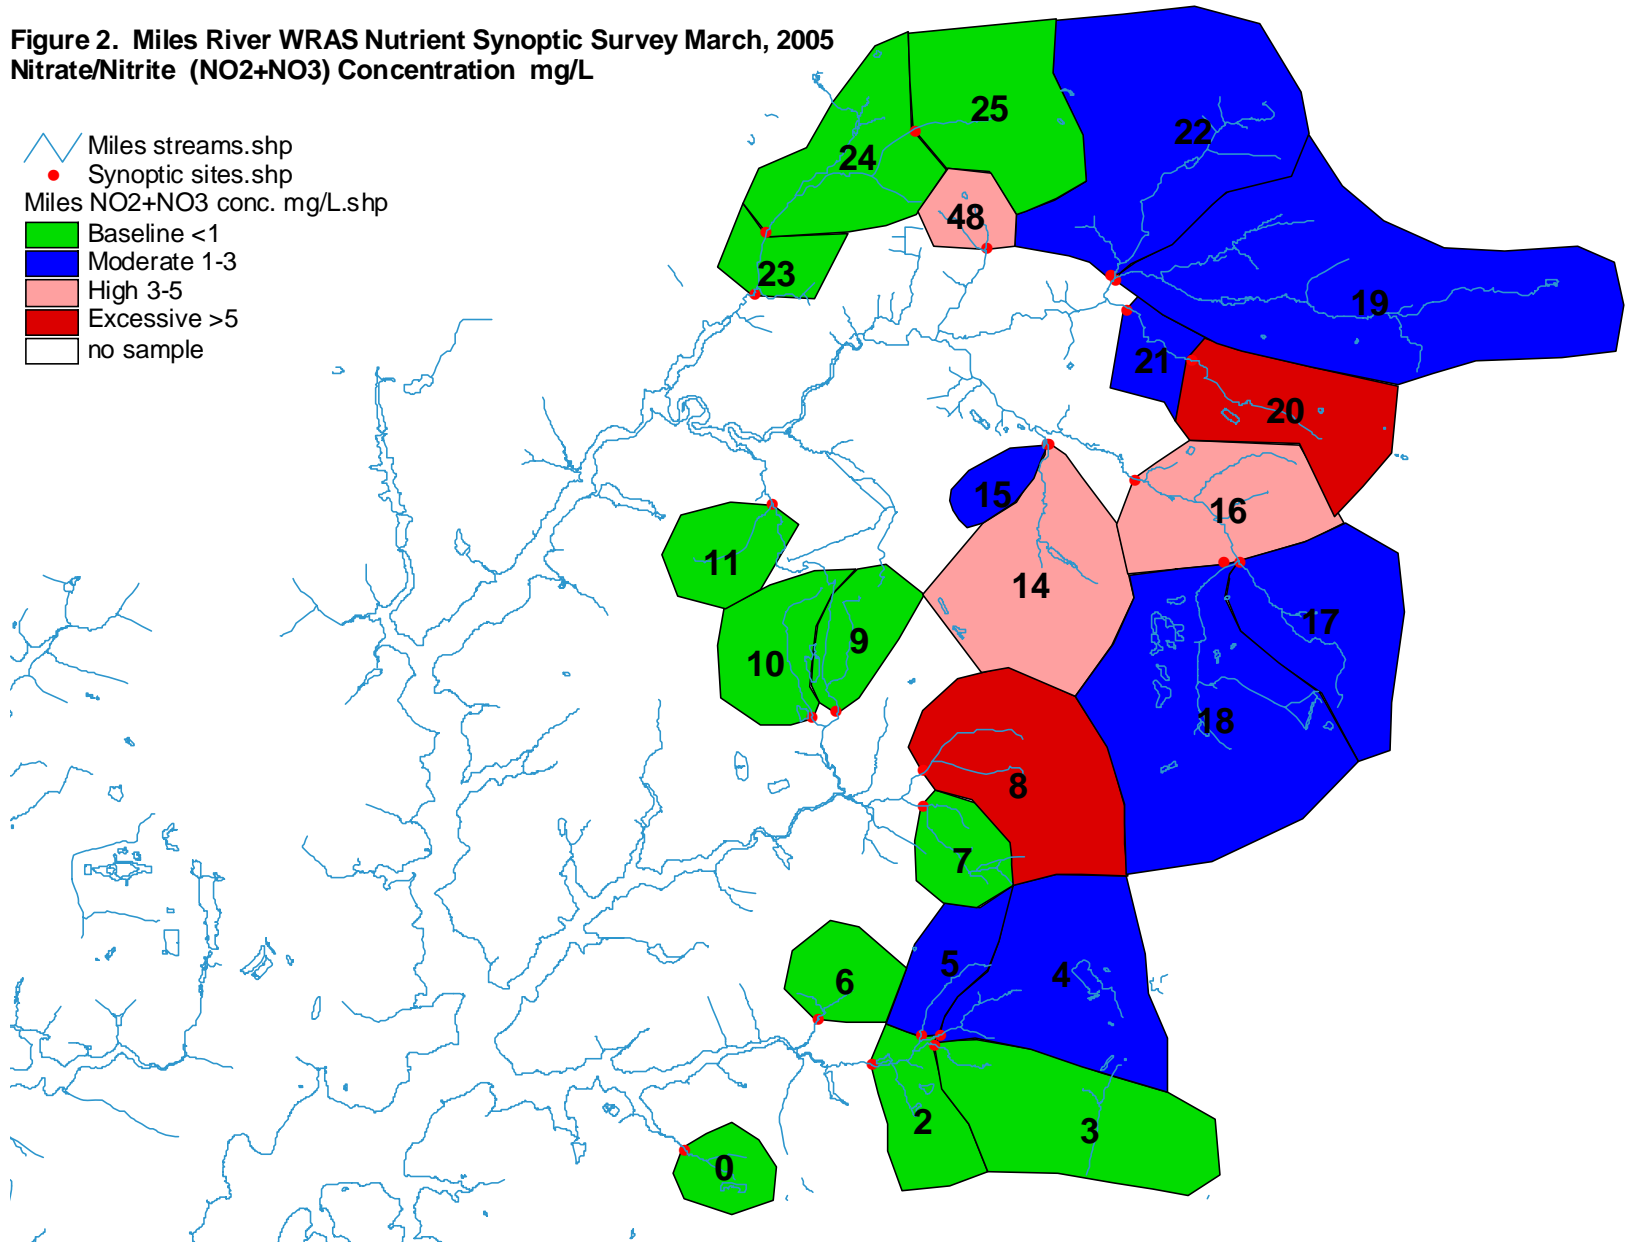 Figure 2. Miles River WRAS Nutrient Synoptic Survey March, 2005
Nitrate/Nitrite (NO2+NO3) Concentration mg/L
Miles streams.shp
Synoptic sites.shp
Miles NO2+NO3 conc. mg/L.shp
Baseline <1
Moderate 1-3
High 3-5
Excessive >5
no sample
25
22
24
48
23
19
21
20
15
16
11
14
17
9
10
18
8
7
5
4
6
2
3
0